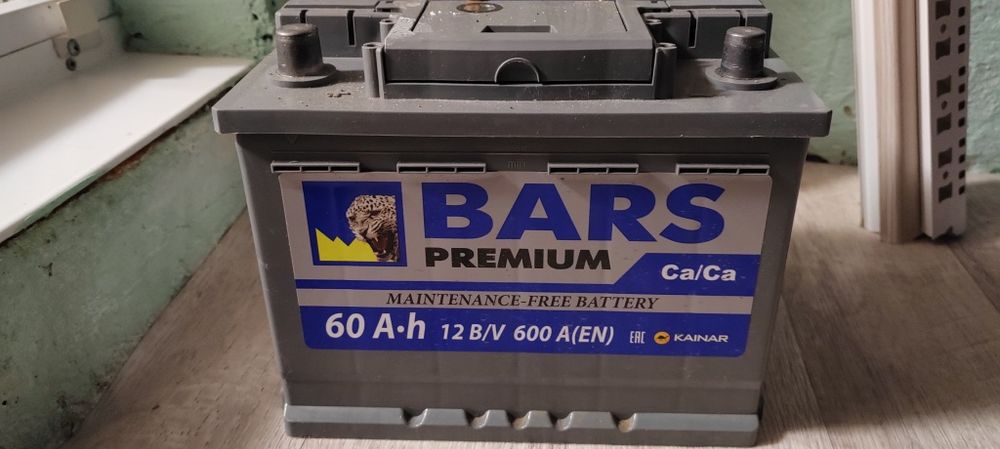 BARS
PREMIUM
Ca/Ca
MAINTENANCE-FREE BATTERY
60 A·h 12 B/V 600 A(EN) EAC KAINAR